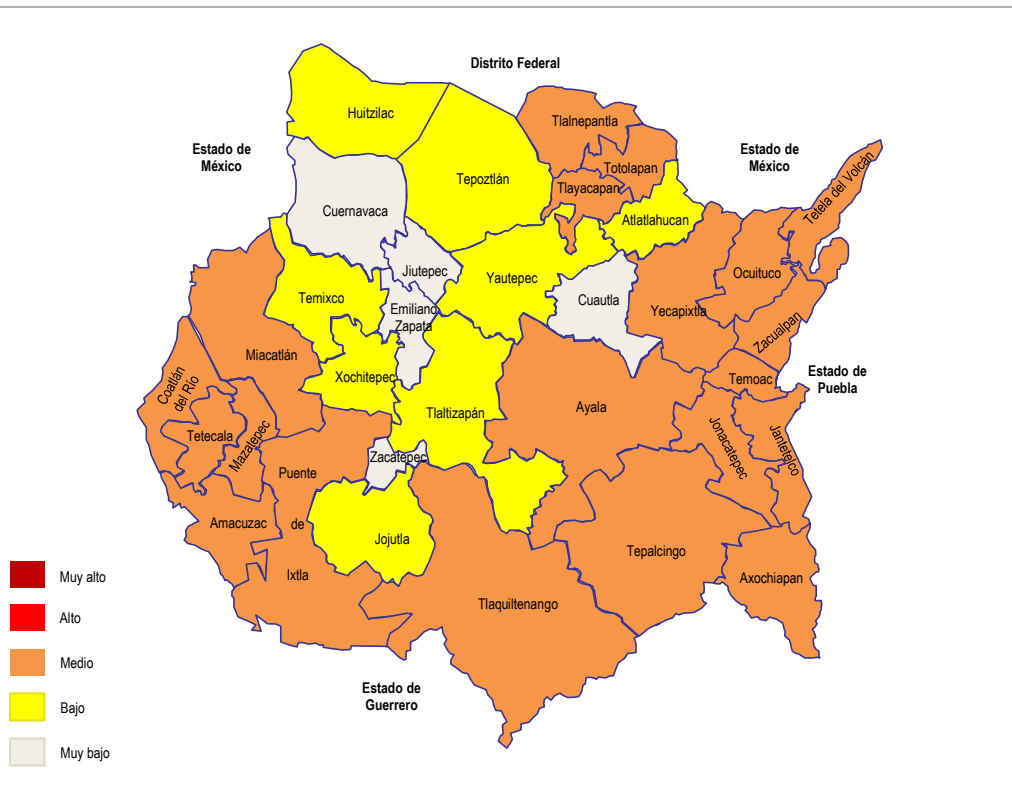 Distrito Federal
Huitzilac
Tlalnepantla
Estado de
México
Estado de
México
Totolapan
Tepoztlán
Tlayacapan
Tetela del Volcán
Cuernavaca
Atlatlahucan
Jiutepec
Yautepec
Ocuituco
Temixco
Cuautla
Emiliano
Zapata
Yecapixtla
Zacualpan
Miacatlán
Xochitepec
Temoac
Estado de
Puebla
Coatlán
del Río
Tlaltizapán
Ayala
Tetecala
Mazatepec
Jonacatepec
Jantetelco
Zacatepec
Puente
de
Ixtla
Amacuzac
Jojutla
Tepalcingo
Axochiapan
Tlaquiltenango
Estado de
Guerrero
Muy alto
Alto
Medio
Bajo
Muy bajo